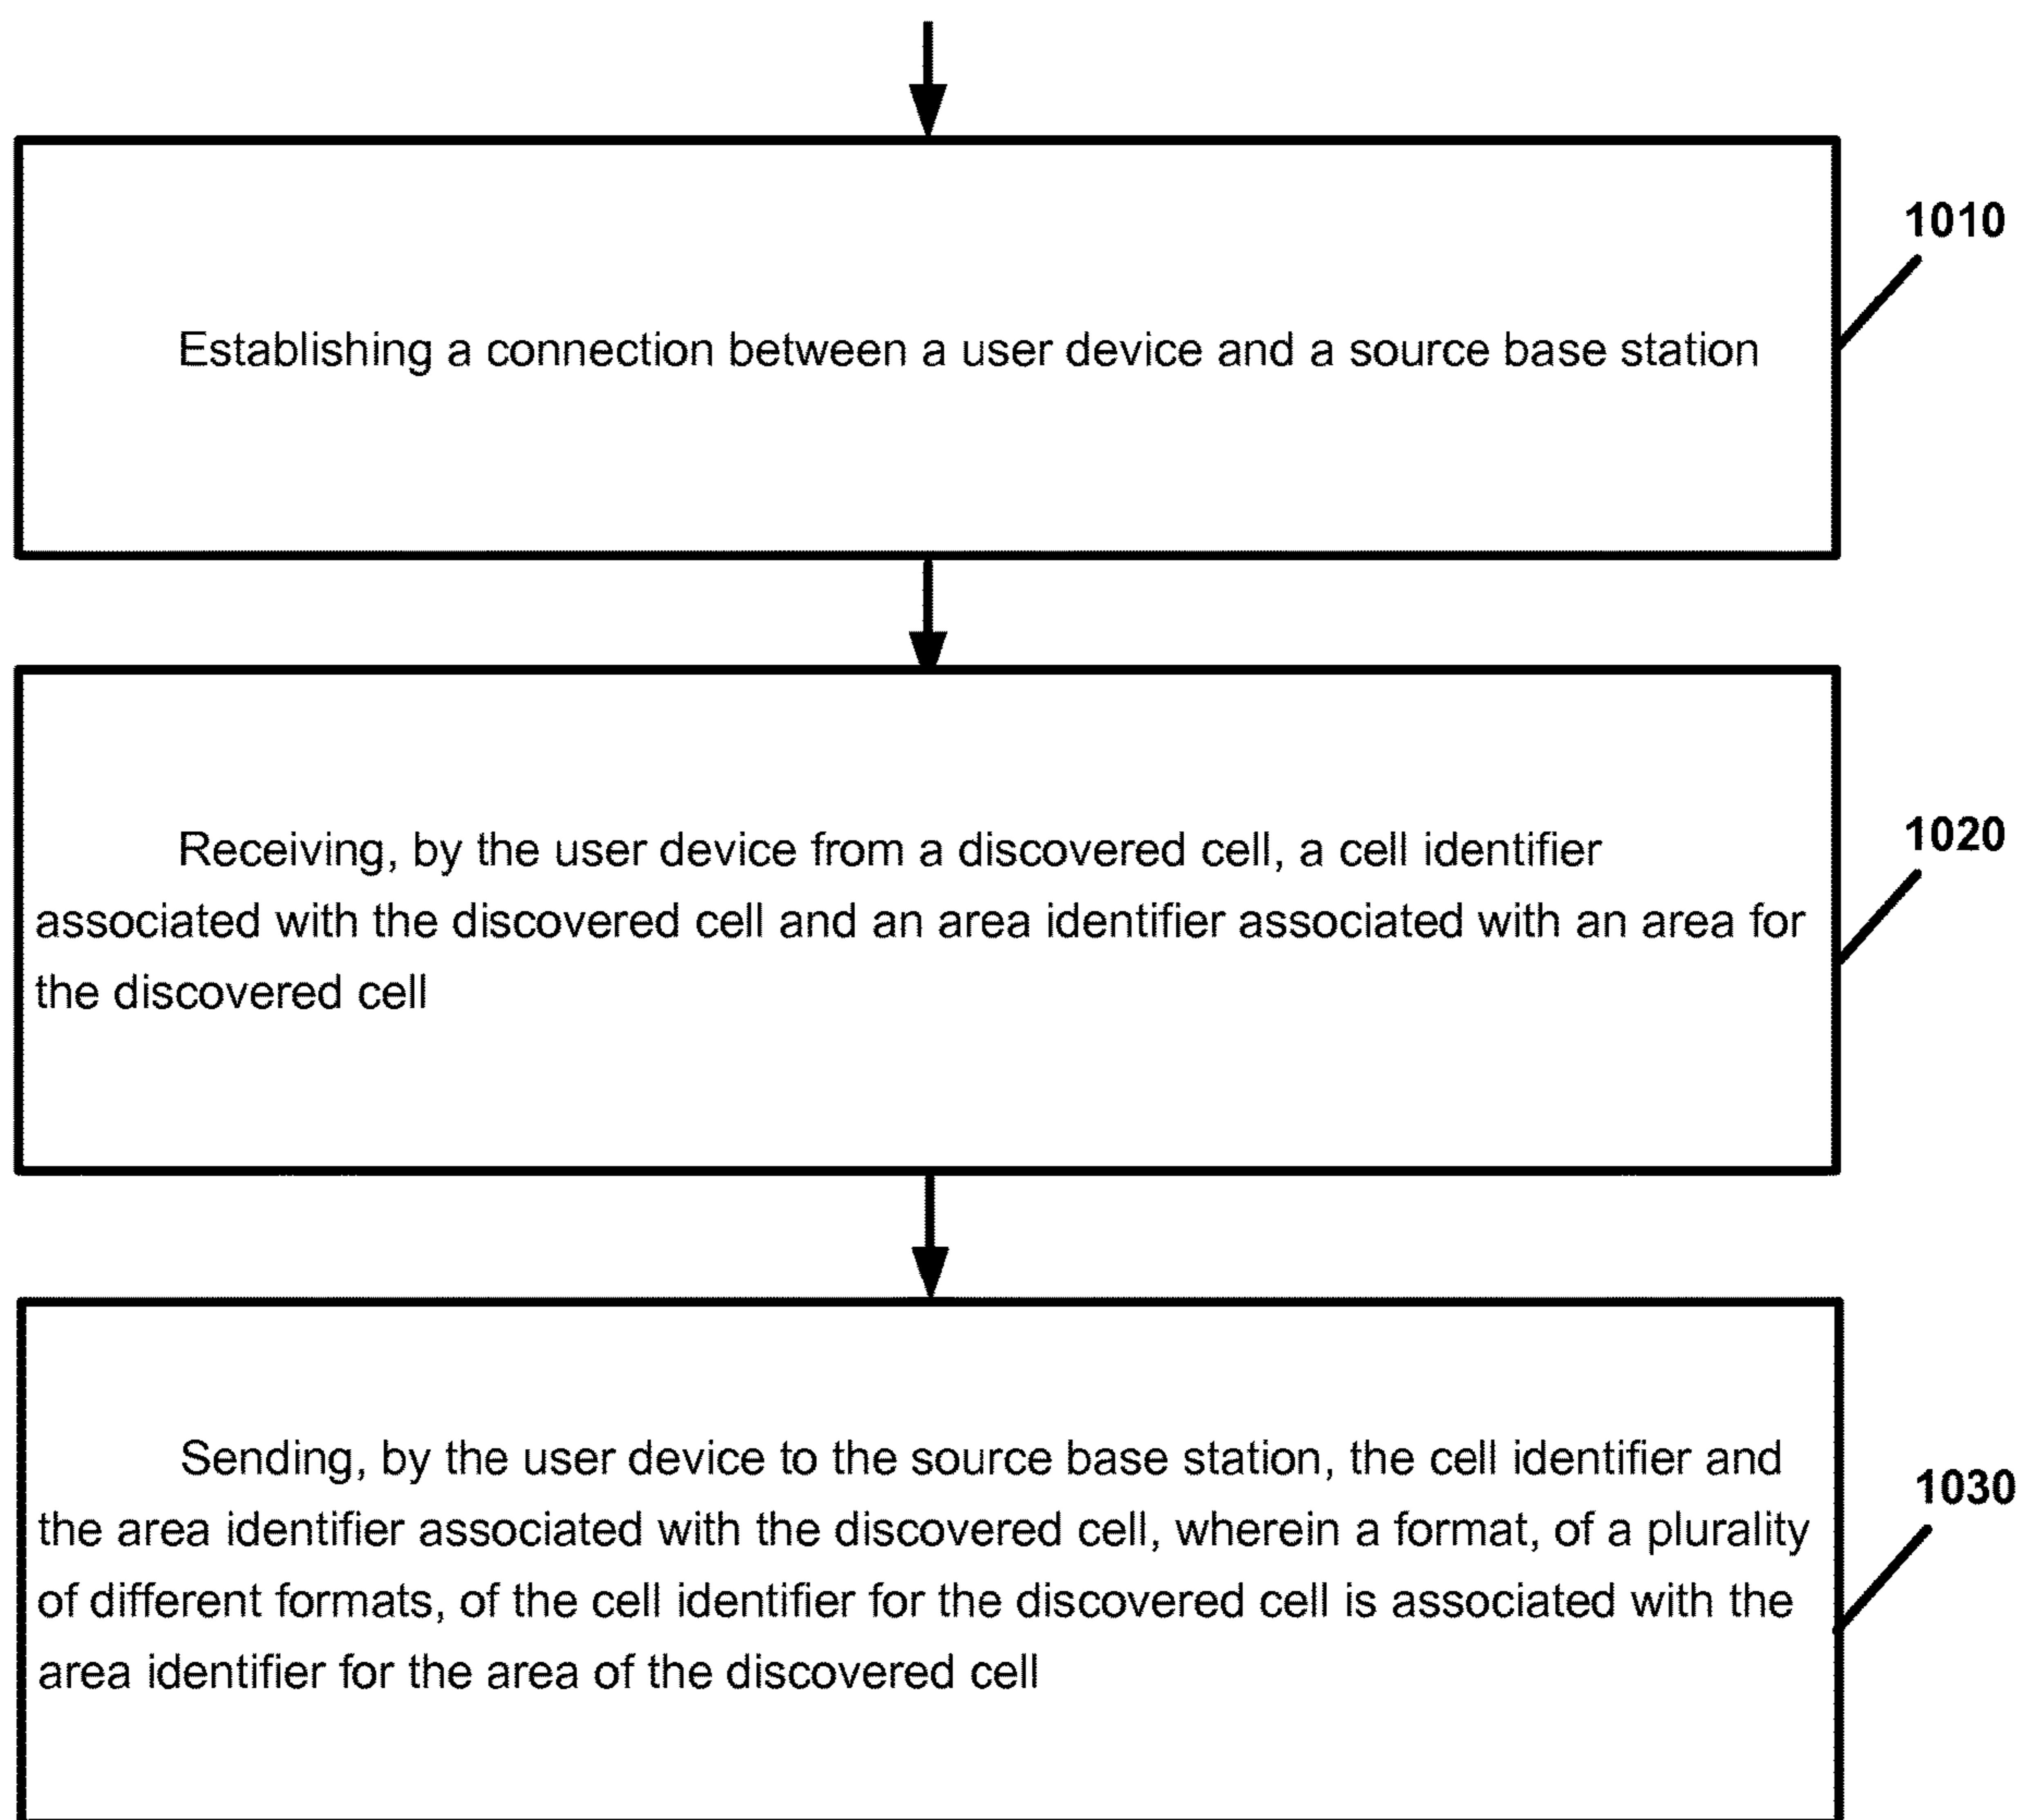 1010
Establishing a connection between a user device and a source base station
1020
Receiving, by the user device from a discovered cell, a cell identifier
associated with the discovered cell and an area identifier associated with an area for
the discovered cell
Sending, by the user device to the source base station, the cell identifier and
1030
the area identifier associated with the discovered cell, wherein a format, of a plurality
of different formats, of the cell identifier for the discovered cell is associated with the
area identifier for the area of the discovered cell